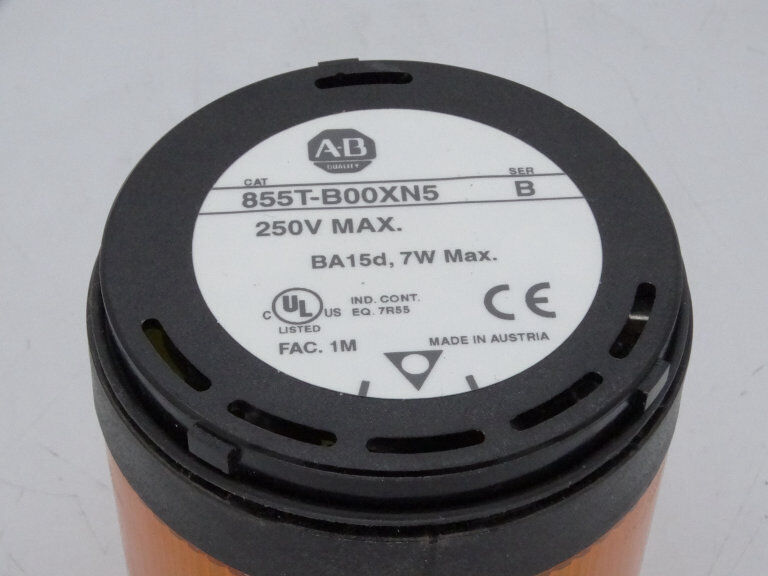 A-B
QUALITY
CAT SER
855T-B00XN5 B
250V MAX.
BA15d, 7W Max.
C UL US IND. CONT.
LISTED EQ. 7R55
CE
FAC. 1M MADE IN AUSTRIA